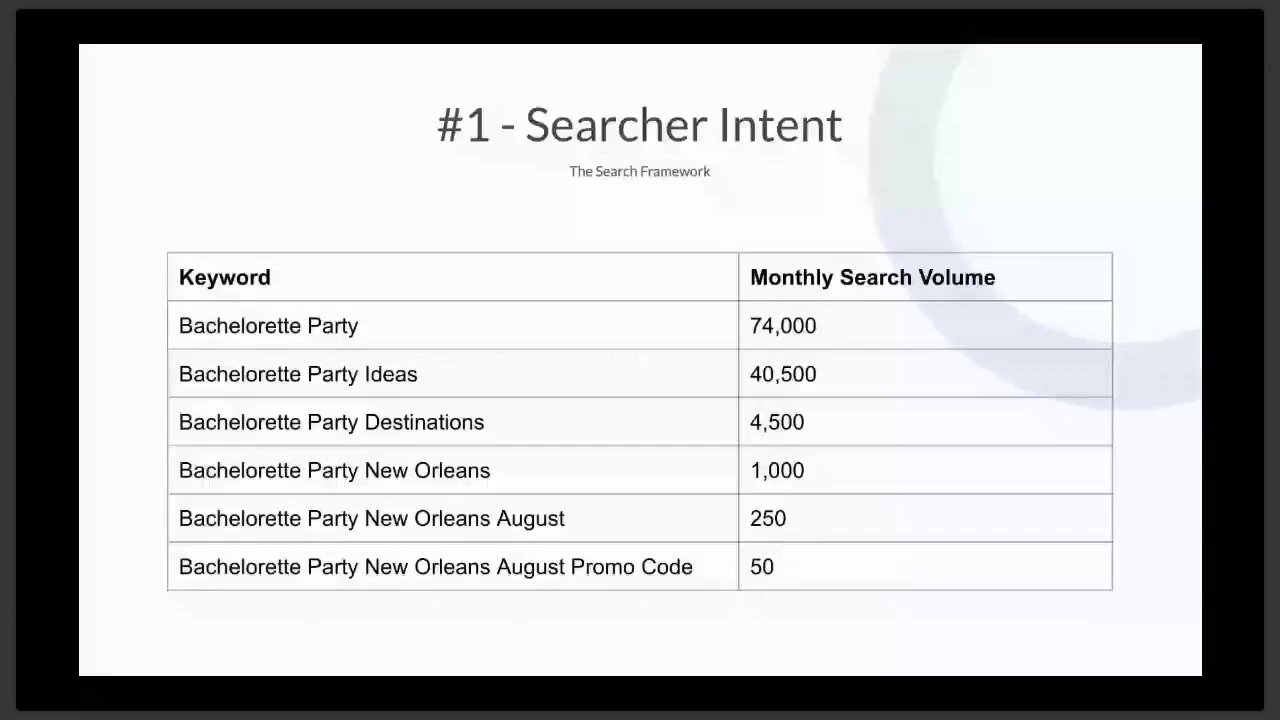 #1 - Searcher Intent
The Search Framework
Keyword Monthly Search Volume
Bachelorette Party 74,000
Bachelorette Party Ideas 40,500
Bachelorette Party Destinations 4,500
Bachelorette Party New Orleans 1,000
Bachelorette Party New Orleans August 250
Bachelorette Party New Orleans August Promo Code 50